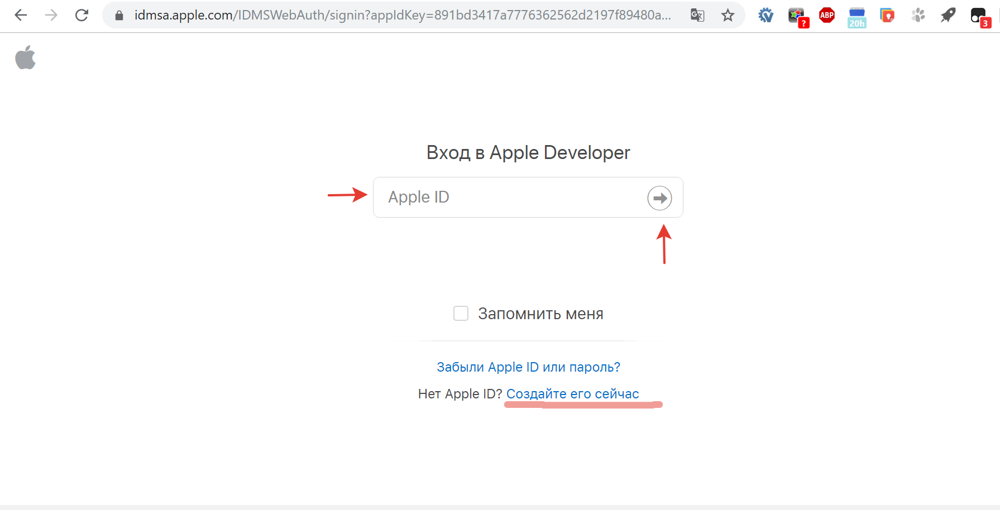 idmsa.apple.com/IDMSWebAuth/signin?appIdKey=891bd3417a7776362562d2197f89480a...
?
ABP
20h
3
Вход в Apple Developer
Apple ID
Запомнить меня
Забыли Apple ID или пароль?
Нет Apple ID? Создайте его сейчас